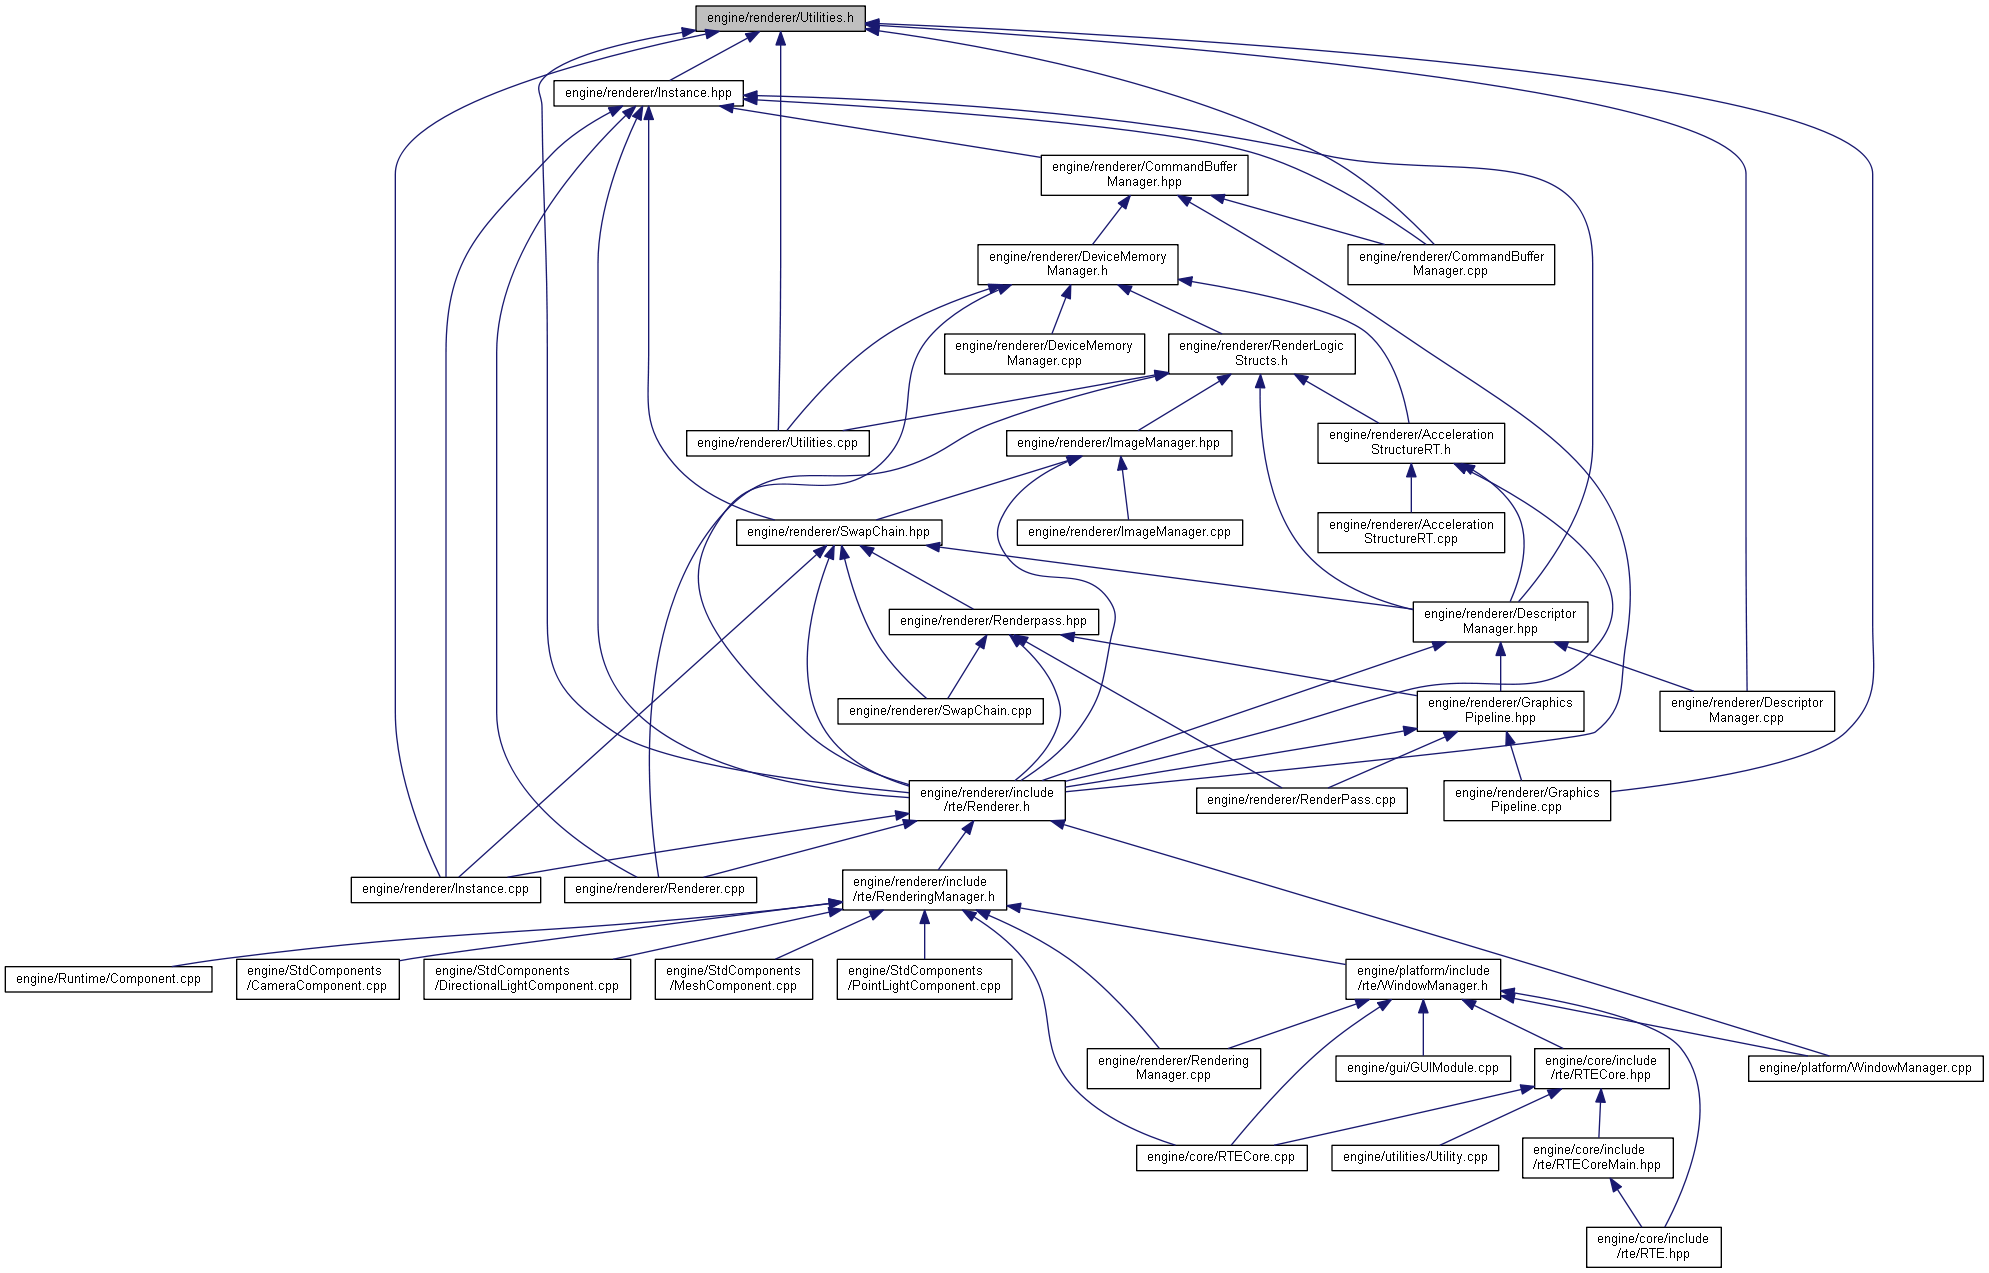 engine/renderer/Utilities.h
engine/renderer/Instance.hpp
engine/renderer/CommandBuffer
Manager.hpp
engine/renderer/DeviceMemory
Manager.h
engine/renderer/CommandBuffer
Manager.cpp
engine/renderer/DeviceMemory
Manager.cpp
engine/renderer/RenderLogic
Structs.h
engine/renderer/Utilities.cpp
engine/renderer/ImageManager.hpp
engine/renderer/Acceleration
StructureRT.h
engine/renderer/SwapChain.hpp
engine/renderer/ImageManager.cpp
engine/renderer/Acceleration
StructureRT.cpp
engine/renderer/Renderpass.hpp
engine/renderer/Descriptor
Manager.hpp
engine/renderer/SwapChain.cpp
engine/renderer/Graphics
Pipeline.hpp
engine/renderer/Descriptor
Manager.cpp
engine/renderer/include
/rte/Renderer.h
engine/renderer/RenderPass.cpp
engine/renderer/Graphics
Pipeline.cpp
engine/renderer/Instance.cpp
engine/renderer/Renderer.cpp
engine/renderer/include
/rte/RenderingManager.h
engine/Runtime/Component.cpp
engine/StdComponents
/CameraComponent.cpp
engine/StdComponents
/DirectionalLightComponent.cpp
engine/StdComponents
/MeshComponent.cpp
engine/StdComponents
/PointLightComponent.cpp
engine/platform/include
/rte/WindowManager.h
engine/renderer/Rendering
Manager.cpp
engine/gui/GUIModule.cpp
engine/core/include
/rte/RTECore.hpp
engine/platform/WindowManager.cpp
engine/core/RTECore.cpp
engine/utilities/Utility.cpp
engine/core/include
/rte/RTECoreMain.hpp
engine/core/include
/rte/RTE.hpp